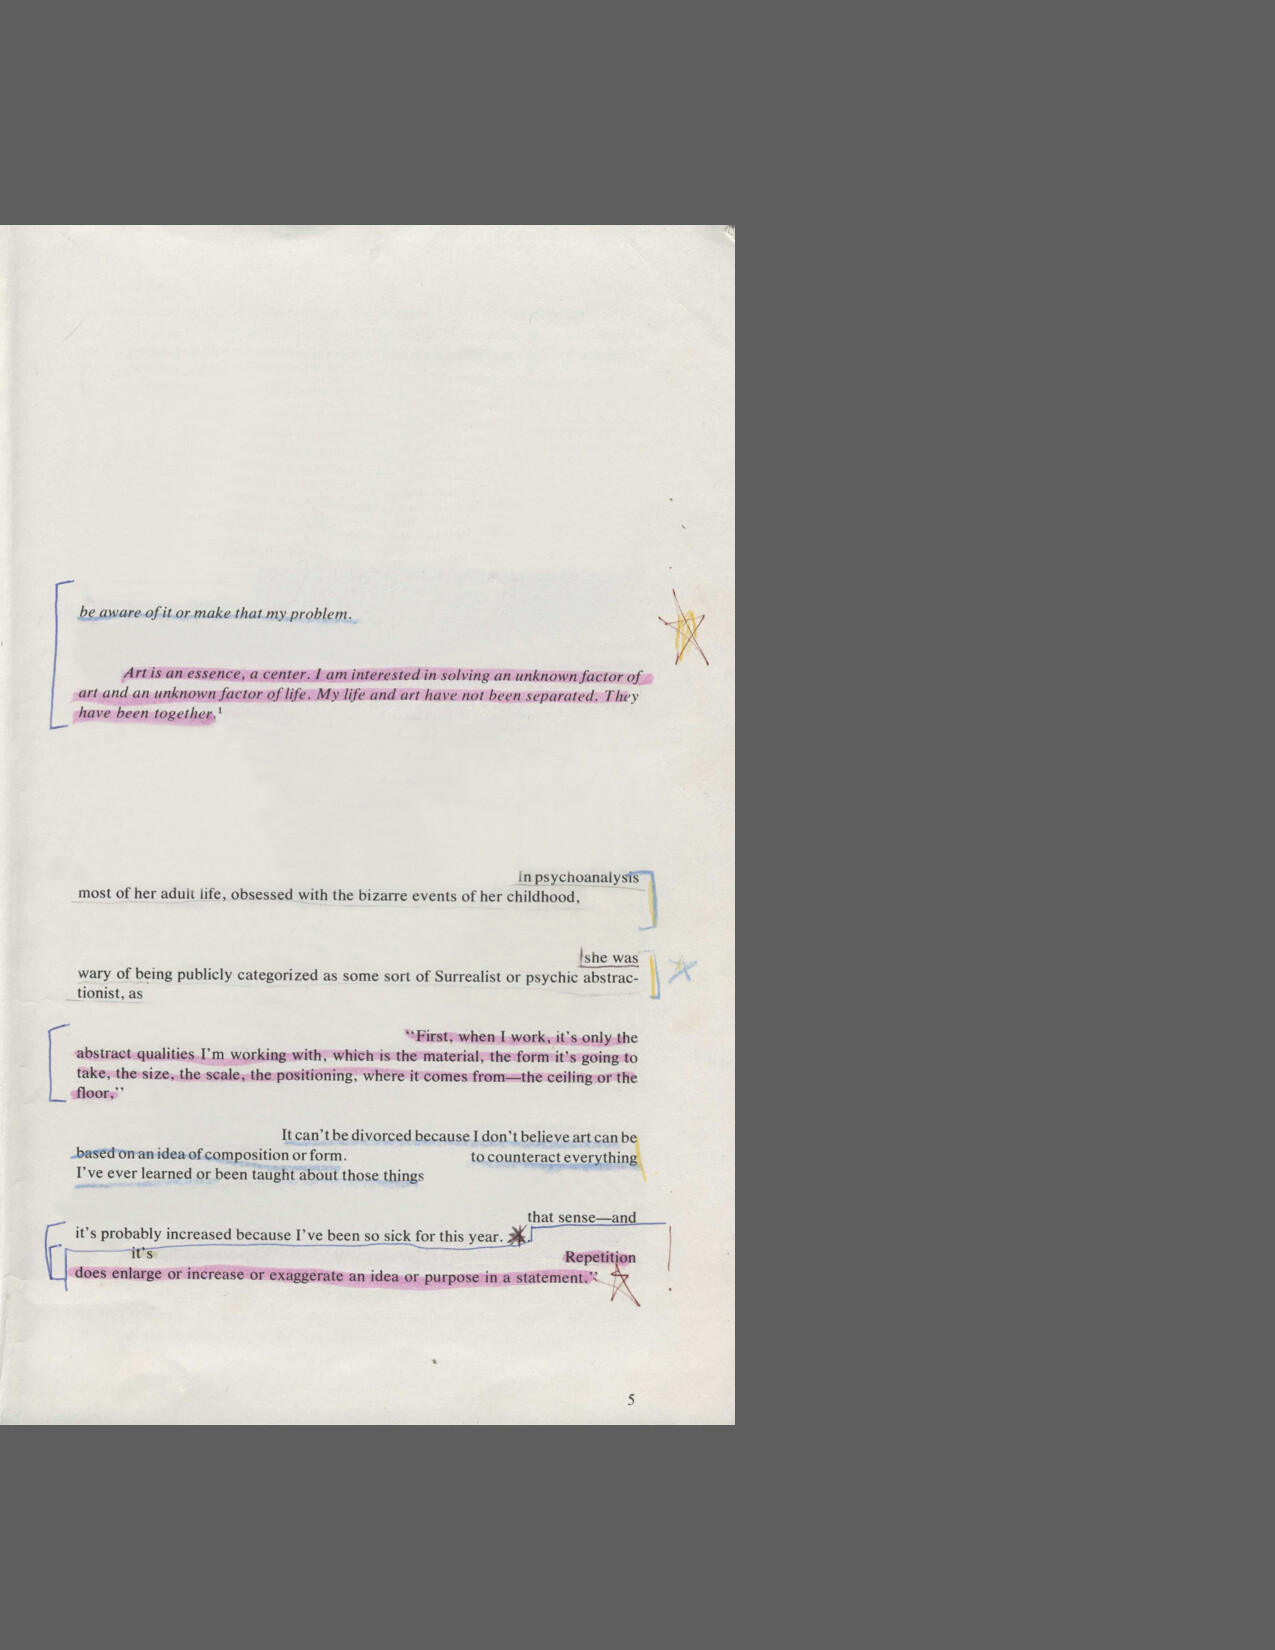 be aware of it or make that my problem.
Art is an essence, a center. I am interested in solving an unknown factor of
art and an unknown factor of life. My life and art have not been separated. They
have been together.¹
In psychoanalysis
most of her adult life, obsessed with the bizarre events of her childhood,
she was
wary of being publicly categorized as some sort of Surrealist or psychic abstrac-
tionist, as
“First, when I work, it’s only the
abstract qualities I’m working with, which is the material, the form it’s going to
take, the size, the scale, the positioning, where it comes from—the ceiling or the
floor,”
It can’t be divorced because I don’t believe art can be
based on an idea of composition or form. to counteract everything
I’ve ever learned or been taught about those things
that sense—and
it’s probably increased because I’ve been so sick for this year.
it’s Repetition
does enlarge or increase or exaggerate an idea or purpose in a statement.”
5